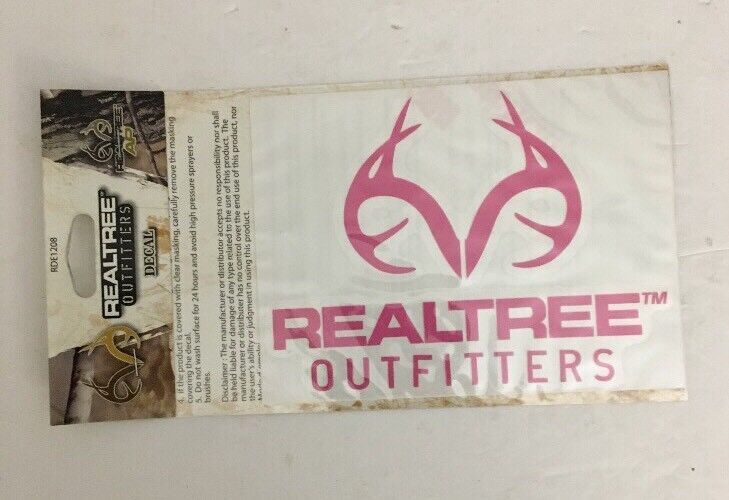 RDE1208
REALTREE
OUTFITTERS
DECAL
REALTREE
AP
4. If the product is covered with clear masking, carefully remove the masking
covering the decal.
5. Do not wash surface for 24 hours and avoid high pressure sprayers or
brushes.
Disclaimer : The manufacturer or distributor accepts no responsibility nor shall
be held liable for damage of any type related to the use of this product. The
manufacturer or distributer has no control over the end use of this product, nor
the user's ability or judgment in using this product.
REALTREE™
OUTFITTERS